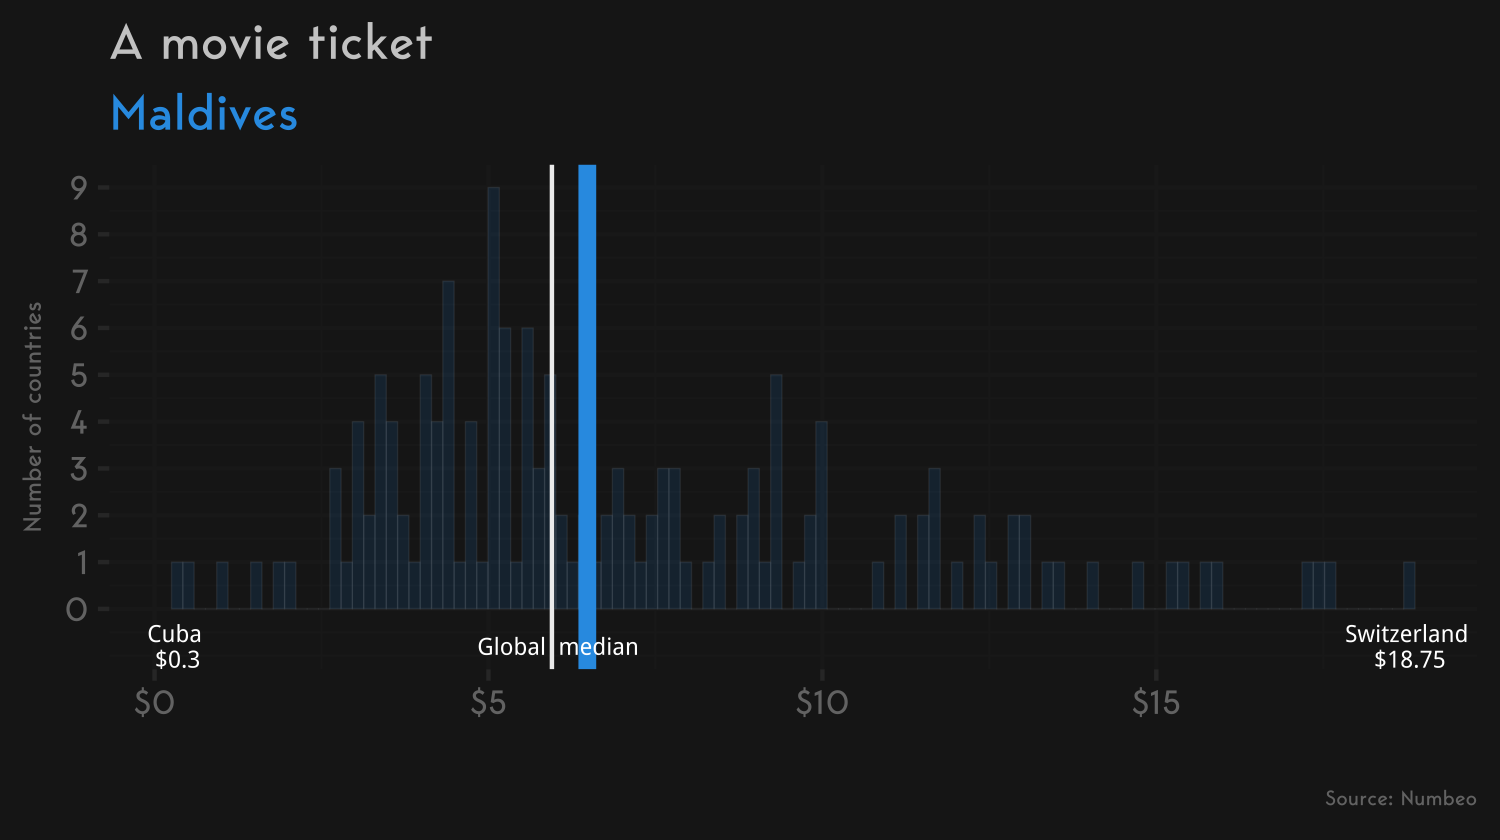 A movie ticket
Maldives
Number of countries
9
8
7
6
5
4
3
2
1
0
Cuba
$0.3
Global median
Switzerland
$18.75
$0 $5 $10 $15
Source: Numbeo